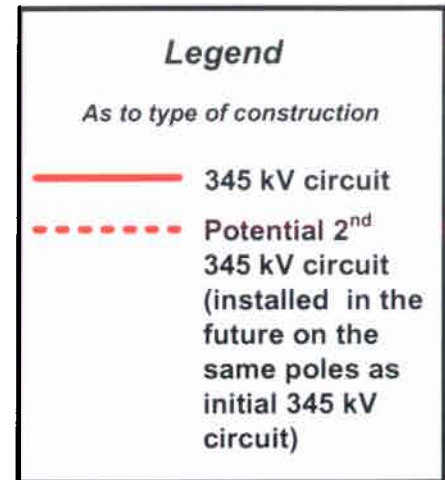 Legend
As to type of construction
345 kV circuit
Potential 2nd
345 kV circuit
(installed in the
future on the
same poles as
initial 345 kV
circuit)